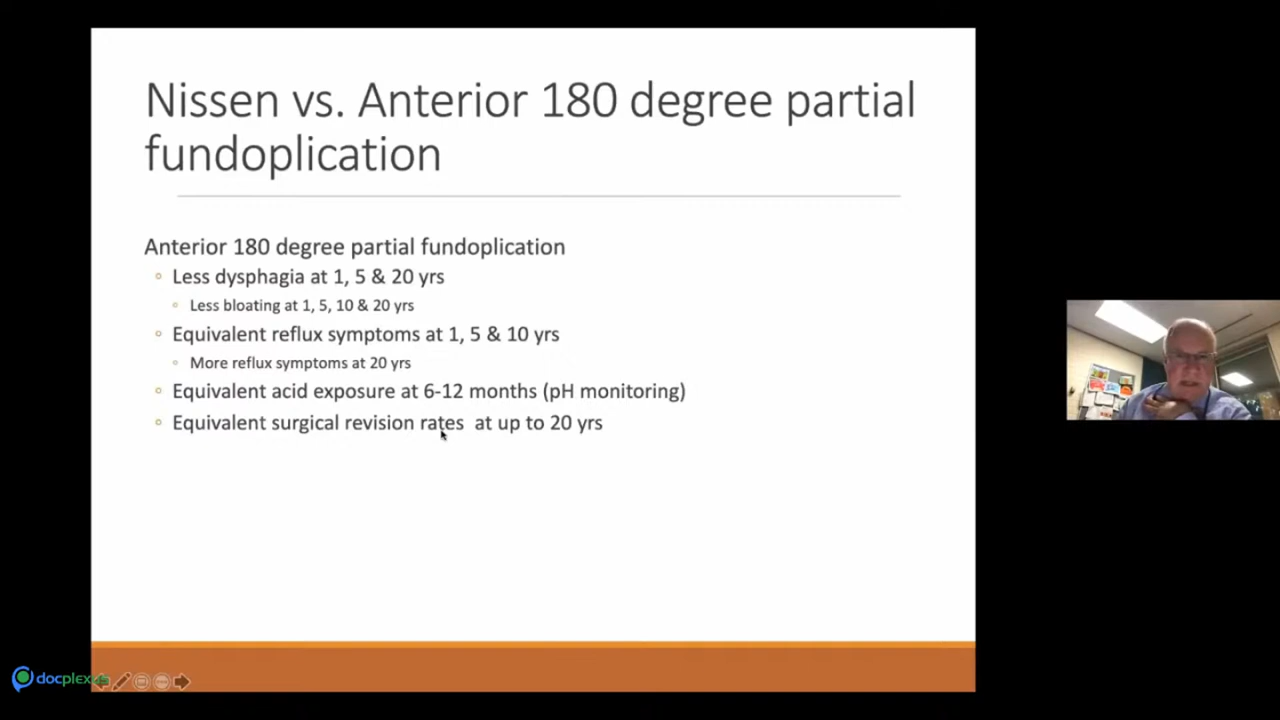 Nissen vs. Anterior 180 degree partial
fundoplication
Anterior 180 degree partial fundoplication
Less dysphagia at 1, 5 & 20 yrs
Less bloating at 1, 5, 10 & 20 yrs
Equivalent reflux symptoms at 1, 5 & 10 yrs
More reflux symptoms at 20 yrs
Equivalent acid exposure at 6-12 months (pH monitoring)
Equivalent surgical revision rates at up to 20 yrs
docplexus